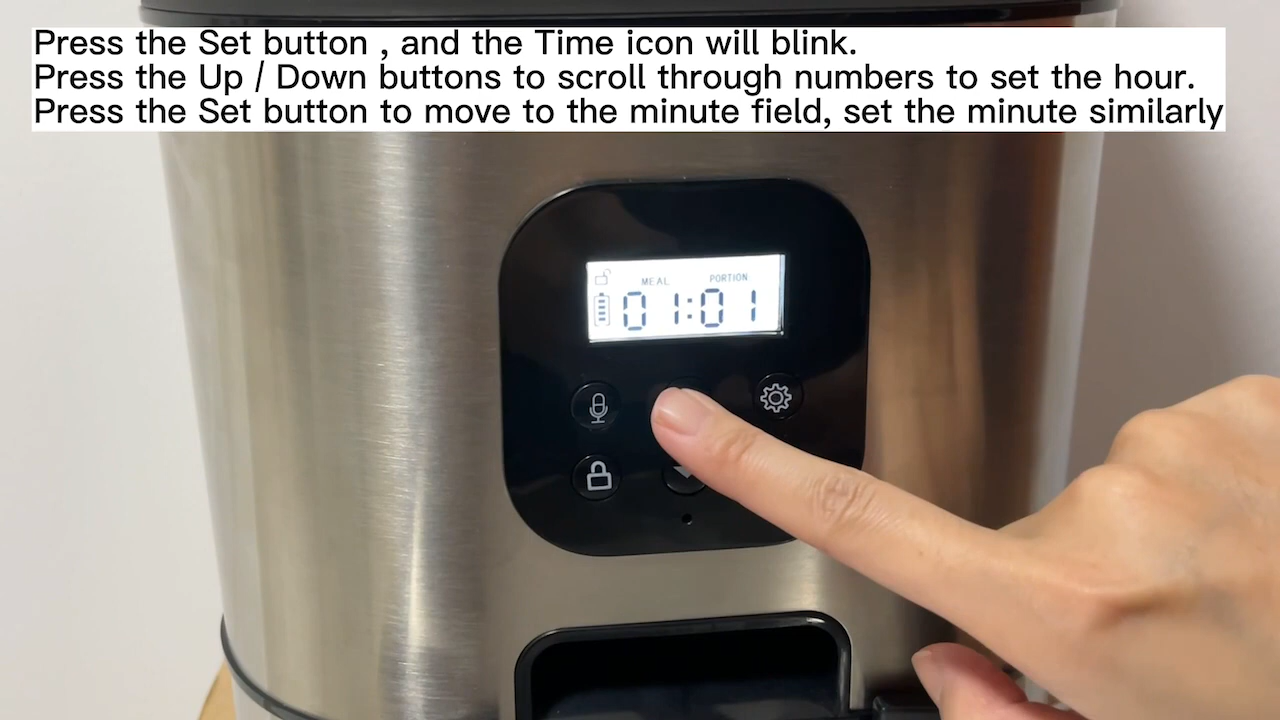 Press the Set button , and the Time icon will blink.
Press the Up / Down buttons to scroll through numbers to set the hour.
Press the Set button to move to the minute field, set the minute similarly
MEAL PORTION
01:01